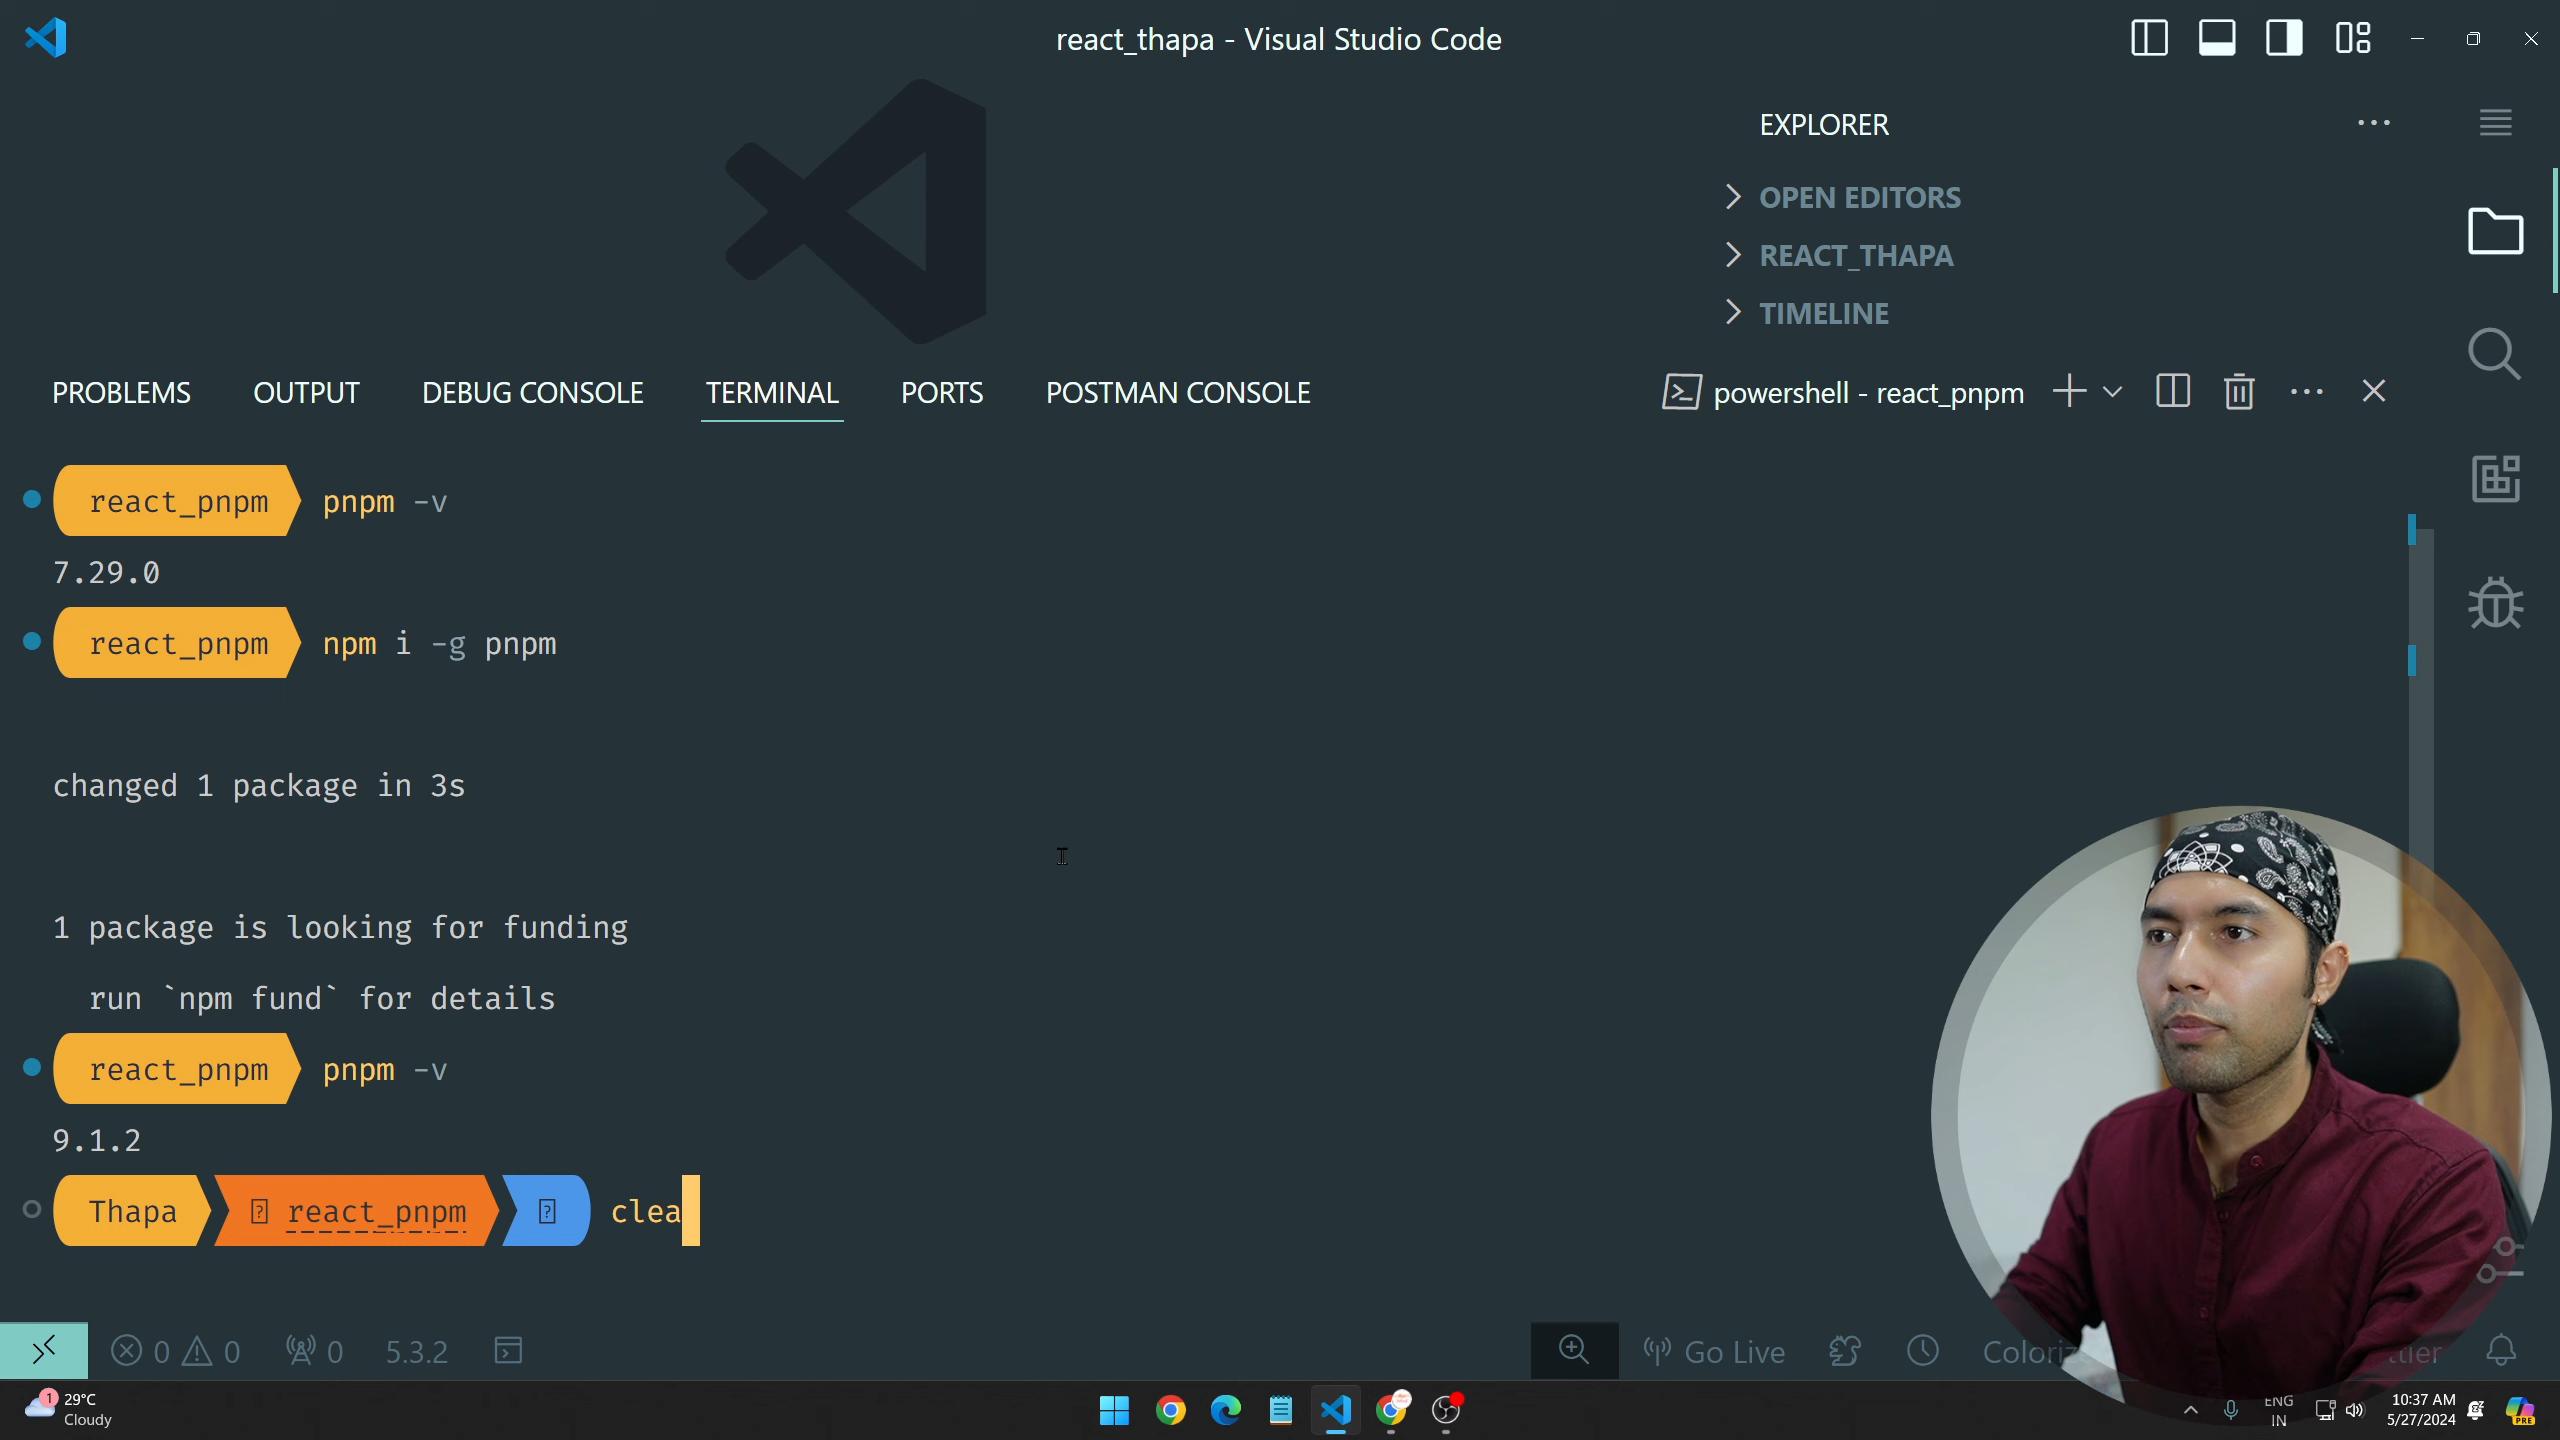 react_thapa - Visual Studio Code
EXPLORER
OPEN EDITORS
REACT_THAPA
TIMELINE
PROBLEMS OUTPUT DEBUG CONSOLE TERMINAL PORTS POSTMAN CONSOLE powershell - react_pnpm
react_pnpm pnpm -v
7.29.0
react_pnpm npm i -g pnpm
changed 1 package in 3s
1 package is looking for funding
run `npm fund` for details
react_pnpm pnpm -v
9.1.2
Thapa react_pnpm clea
0 0 0 5.3.2 Go Live
1 29°C
Cloudy
ENG
IN
10:37 AM
5/27/2024
PRE